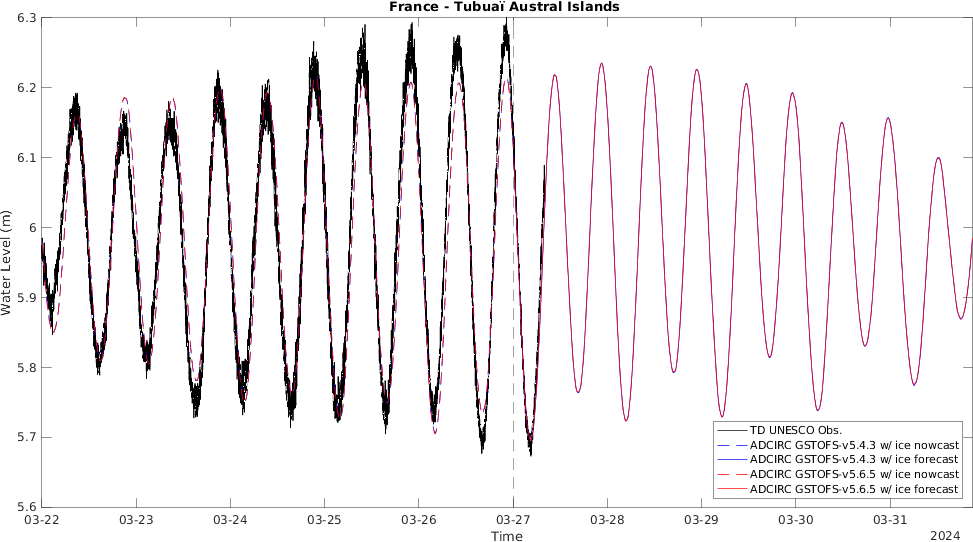 France - Tubuaï Austral Islands
6.3
6.2
6.1
6
5.9
5.8
5.7
5.6
Water Level (m)
03-22
03-23
03-24
03-25
03-26
03-27
03-28
03-29
03-30
03-31
Time
2024
TD UNESCO Obs.
ADCIRC GSTOFS-v5.4.3 w/ ice nowcast
ADCIRC GSTOFS-v5.4.3 w/ ice forecast
ADCIRC GSTOFS-v5.6.5 w/ ice nowcast
ADCIRC GSTOFS-v5.6.5 w/ ice forecast